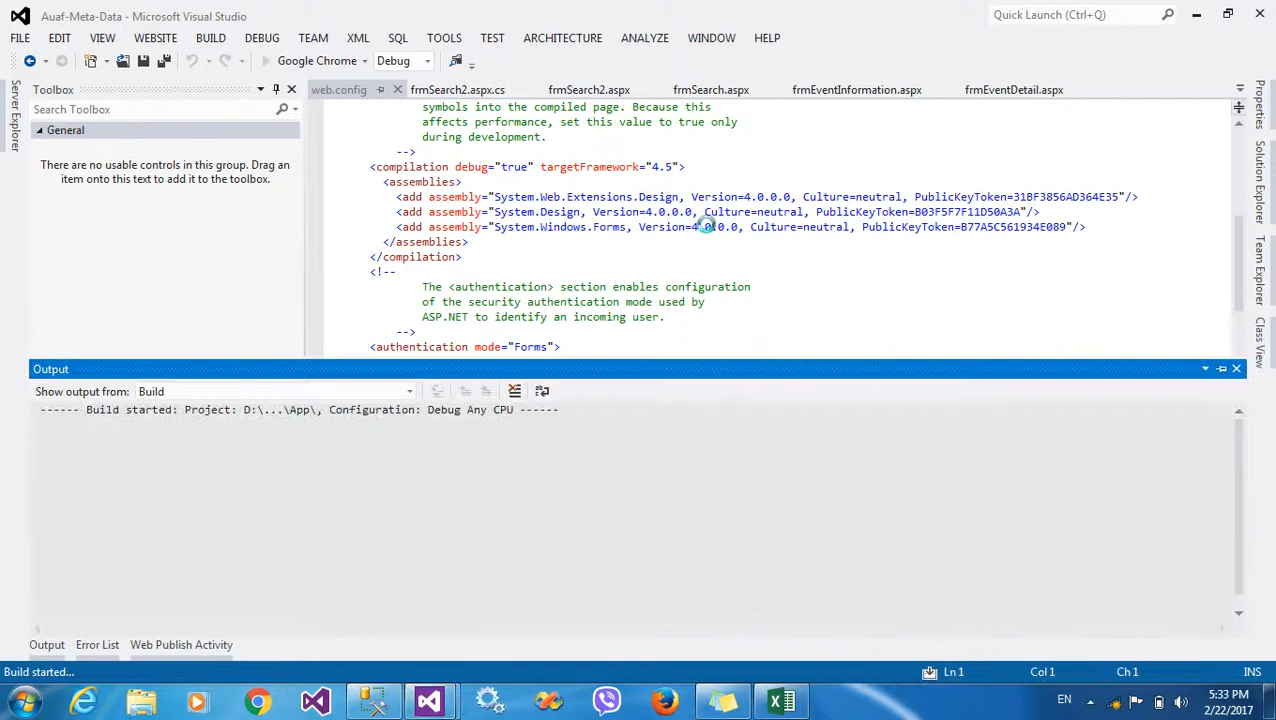 Auaf-Meta-Data - Microsoft Visual Studio
Quick Launch (Ctrl+Q)
FILE EDIT VIEW WEBSITE BUILD DEBUG TEAM XML SQL TOOLS TEST ARCHITECTURE ANALYZE WINDOW HELP
Google Chrome Debug
Server Explorer
Toolbox
Search Toolbox
General
There are no usable controls in this group. Drag an
item onto this text to add it to the toolbox.
web.config frmSearch2.aspx.cs frmSearch2.aspx frmSearch.aspx frmEventInformation.aspx frmEventDetail.aspx
symbols into the compiled page. Because this
affects performance, set this value to true only
during development.
-->
<compilation debug="true" targetFramework="4.5">
<assemblies>
<add assembly="System.Web.Extensions.Design, Version=4.0.0.0, Culture=neutral, PublicKeyToken=31BF3856AD364E35"/>
<add assembly="System.Design, Version=4.0.0.0, Culture=neutral, PublicKeyToken=B03F5F7F11D50A3A"/>
<add assembly="System.Windows.Forms, Version=4.0.0.0, Culture=neutral, PublicKeyToken=B77A5C561934E089"/>
</assemblies>
</compilation>
<!--
The <authentication> section enables configuration
of the security authentication mode used by
ASP.NET to identify an incoming user.
-->
<authentication mode="Forms">
Properties
Solution Explorer
Team Explorer
Class View
Output
Show output from: Build
------ Build started: Project: D:\...\App\, Configuration: Debug Any CPU ------
Output Error List Web Publish Activity
Build started... Ln 1 Col 1 Ch 1 INS
EN
5:33 PM
2/22/2017